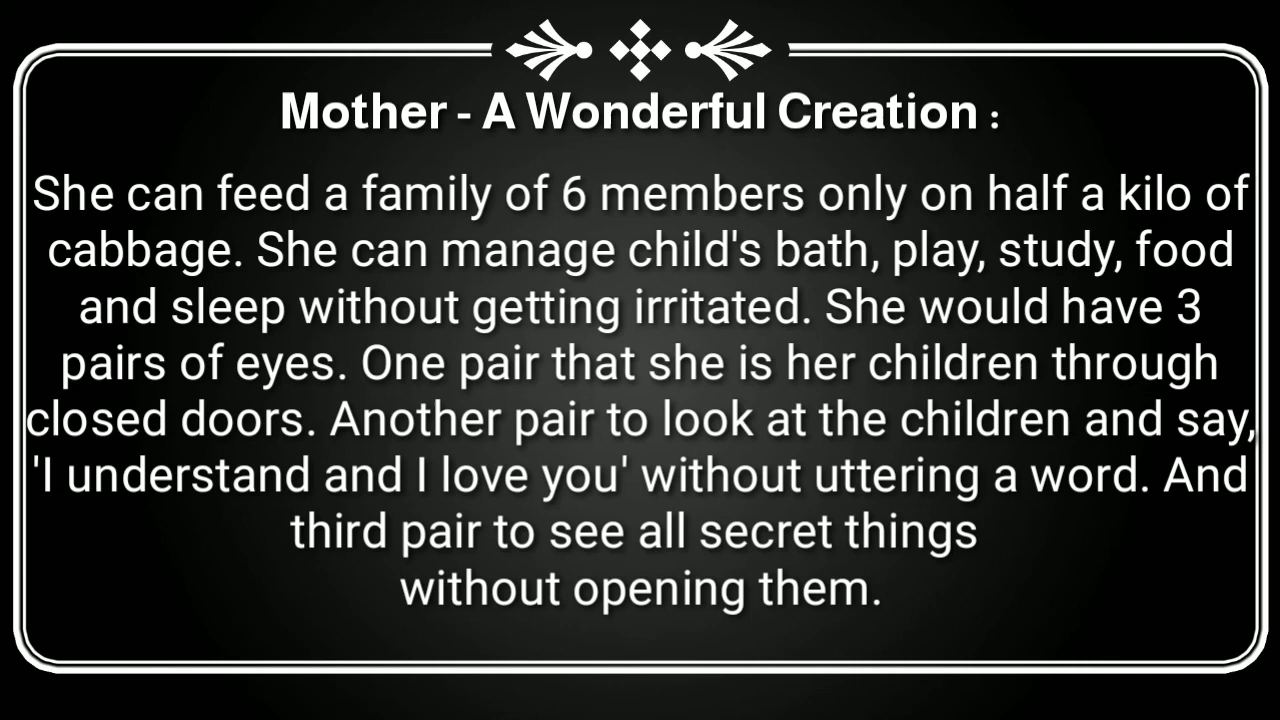 Mother - A Wonderful Creation :
She can feed a family of 6 members only on half a kilo of
cabbage. She can manage child's bath, play, study, food
and sleep without getting irritated. She would have 3
pairs of eyes. One pair that she is her children through
closed doors. Another pair to look at the children and say,
'I understand and I love you' without uttering a word. And
third pair to see all secret things
without opening them.